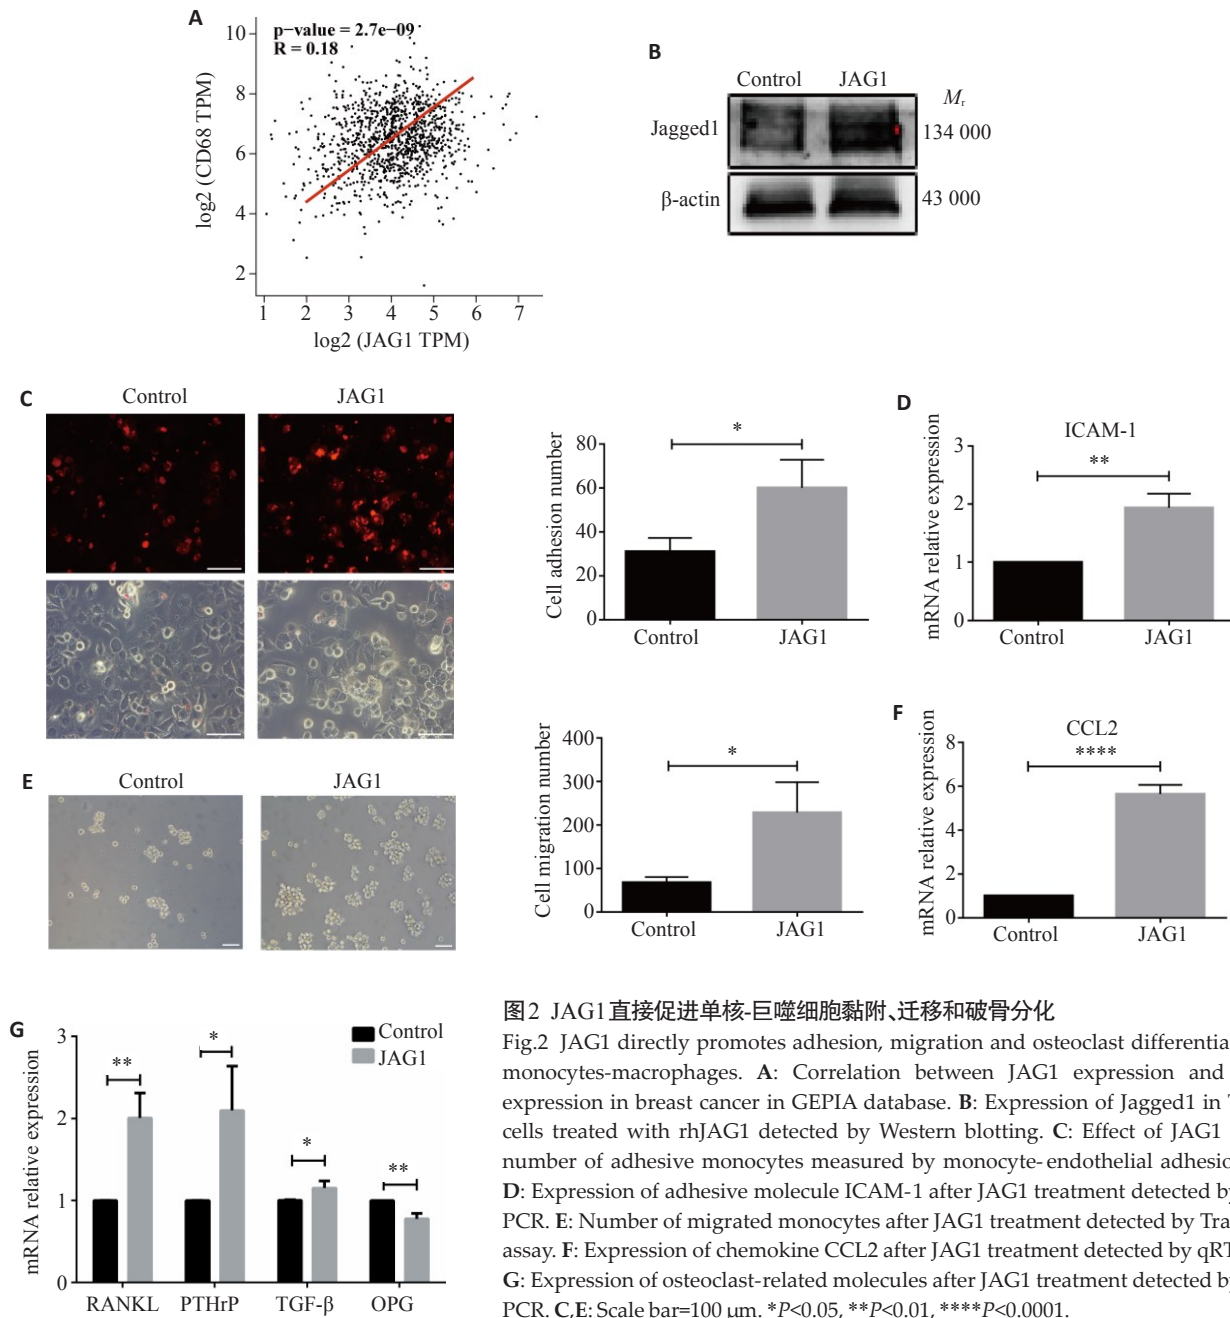 A
p-value = 2.7e-09
R = 0.18
10
8
6
4
2
log2 (CD68 TPM)
1 2 3 4 5 6 7
log2 (JAG1 TPM)
B
Control JAG1
Mr
Jagged1 134 000
β-actin 43 000
C
Control JAG1
Cell adhesion number
80
60
40
20
0
*
Control JAG1
D
ICAM-1
mRNA relative expression
3
2
1
0
**
Control JAG1
E
Control JAG1
Cell migration number
400
300
200
100
0
*
Control JAG1
F
CCL2
mRNA relative expression
8
6
4
2
0
****
Control JAG1
G
Control
JAG1
mRNA relative expression
3
2
1
0
** * * **
RANKL PTHrP TGF-β OPG
图2 JAG1直接促进单核-巨噬细胞黏附、迁移和破骨分化
Fig.2 JAG1 directly promotes adhesion, migration and osteoclast differentia
monocytes-macrophages. A: Correlation between JAG1 expression and
expression in breast cancer in GEPIA database. B: Expression of Jagged1 in
cells treated with rhJAG1 detected by Western blotting. C: Effect of JAG1
number of adhesive monocytes measured by monocyte-endothelial adhesio
D: Expression of adhesive molecule ICAM-1 after JAG1 treatment detected by
PCR. E: Number of migrated monocytes after JAG1 treatment detected by Tra
assay. F: Expression of chemokine CCL2 after JAG1 treatment detected by qRT
G: Expression of osteoclast-related molecules after JAG1 treatment detected by
PCR. C,E: Scale bar=100 μm. *P<0.05, **P<0.01, ****P<0.0001.